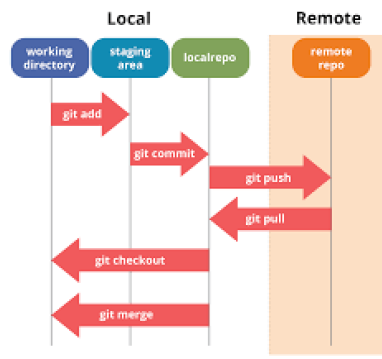 Local
Remote
working
directory
staging
area
localrepo
remote
repo
git add
git commit
git push
git pull
git checkout
git merge